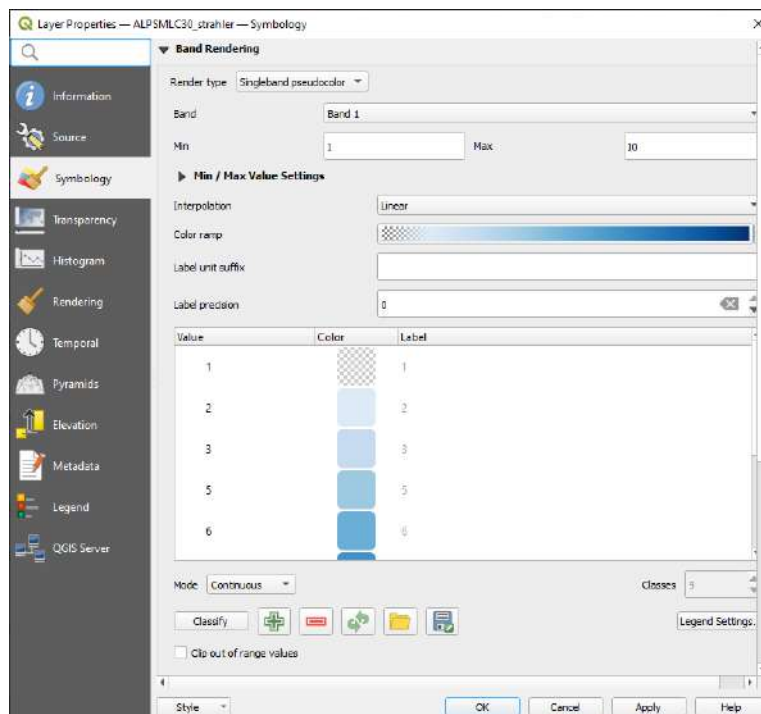 Layer Properties — ALPSMLC30_strahler — Symbology
Information
Source
Symbology
Transparency
Histogram
Rendering
Temporal
Pyramids
Elevation
Metadata
Legend
QGIS Server
Band Rendering
Render type Singleband pseudocolor
Band Band 1
Min 1 Max 10
Min / Max Value Settings
Interpolation Linear
Color ramp
Label unit suffix
Label precision 0
Value Color Label
1 1
2 2
3 3
5 5
6 6
Mode Continuous Classes 9
Classify Legend Settings...
Clip out of range values
Style OK Cancel Apply Help